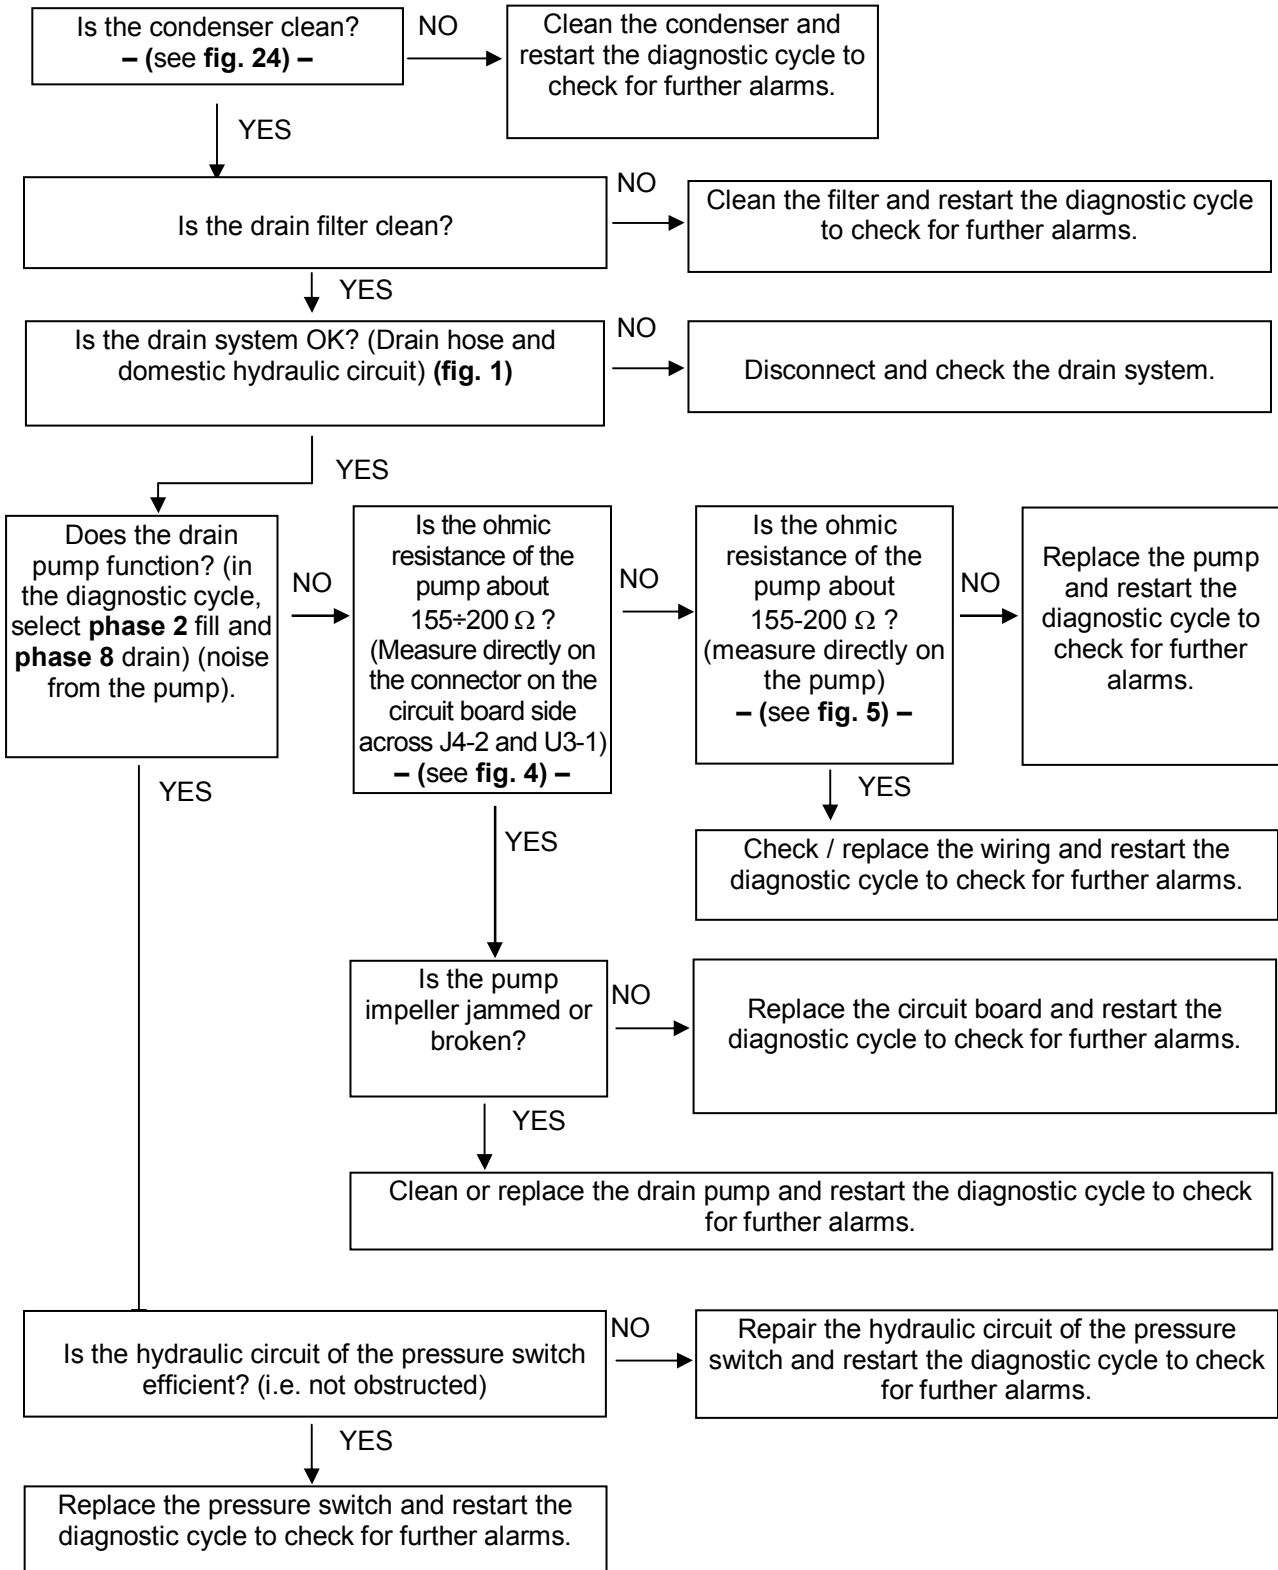 Is the condenser clean?
– (see fig. 24) –
NO
Clean the condenser and
restart the diagnostic cycle to
check for further alarms.
YES
Is the drain filter clean?
NO
Clean the filter and restart the diagnostic cycle
to check for further alarms.
YES
Is the drain system OK? (Drain hose and
domestic hydraulic circuit) (fig. 1)
NO
Disconnect and check the drain system.
YES
Does the drain
pump function? (in
the diagnostic cycle,
select phase 2 fill and
phase 8 drain) (noise
from the pump).
NO
Is the ohmic
resistance of the
pump about
155÷200 Ω ?
(Measure directly on
the connector on the
circuit board side
across J4-2 and U3-1)
– (see fig. 4) –
NO
Is the ohmic
resistance of the
pump about
155-200 Ω ?
(measure directly on
the pump)
– (see fig. 5) –
NO
Replace the pump
and restart the
diagnostic cycle to
check for further
alarms.
YES
YES
YES
Check / replace the wiring and restart the
diagnostic cycle to check for further alarms.
Is the pump
impeller jammed or
broken?
NO
Replace the circuit board and restart the
diagnostic cycle to check for further alarms.
YES
Clean or replace the drain pump and restart the diagnostic cycle to check
for further alarms.
Is the hydraulic circuit of the pressure switch
efficient? (i.e. not obstructed)
NO
Repair the hydraulic circuit of the pressure
switch and restart the diagnostic cycle to check
for further alarms.
YES
Replace the pressure switch and restart the
diagnostic cycle to check for further alarms.